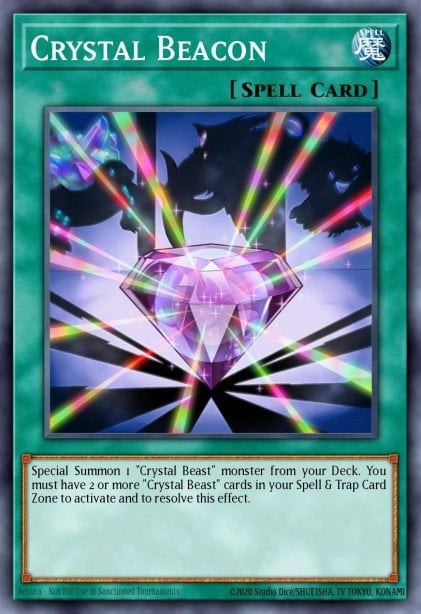 Crystal Beacon
SPELL
魔
[Spell Card]
Special Summon 1 "Crystal Beast" monster from your Deck. You
must have 2 or more "Crystal Beast" cards in your Spell & Trap Card
Zone to activate and to resolve this effect.
Replica - Not For Use in Sanctioned Tournaments
©2020 Studio Dice/SHUEISHA, TV TOKYO, KONAMI